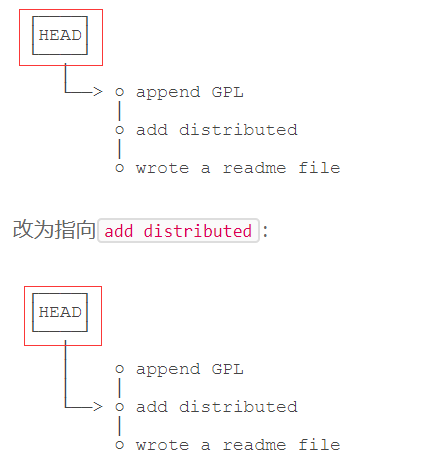 HEAD
append GPL
add distributed
wrote a readme file
改为指向add distributed：
HEAD
append GPL
add distributed
wrote a readme file